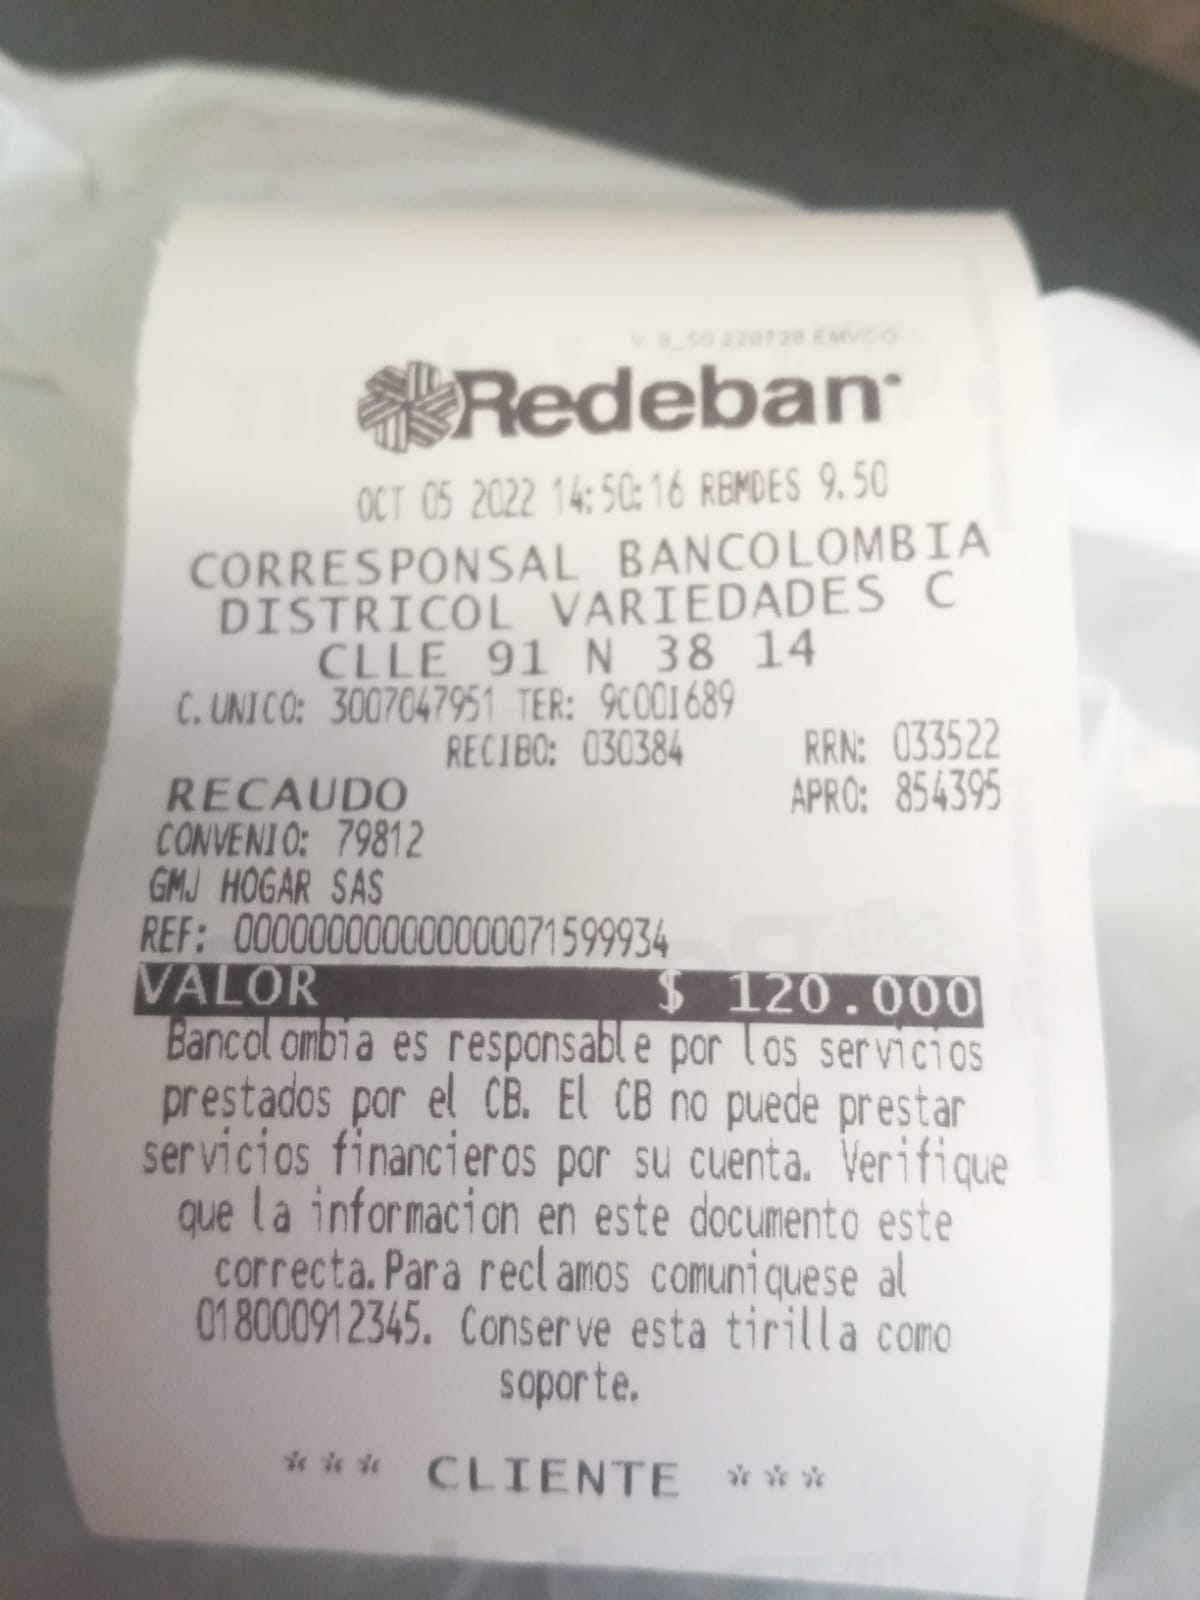 V 9_50 220728 EMVCO
Redeban
OCT 05 2022 14:50:16 RBMDES 9.50
CORRESPONSAL BANCOLOMBIA
DISTRICOL VARIEDADES C
CLLE 91 N 38 14
C. UNICO: 3007047951 TER: 9C001689
RECIBO: 030384 RRN: 033522
RECAUDO APRO: 854395
CONVENIO: 79812
GMJ HOGAR SAS
REF: 000000000000000071599934
VALOR $ 120.000
Bancolombia es responsable por los servicios
prestados por el CB. El CB no puede prestar
servicios financieros por su cuenta. Verifique
que la informacion en este documento este
correcta. Para reclamos comuniquese al
018000912345. Conserve esta tirilla como
soporte.
*** CLIENTE ***